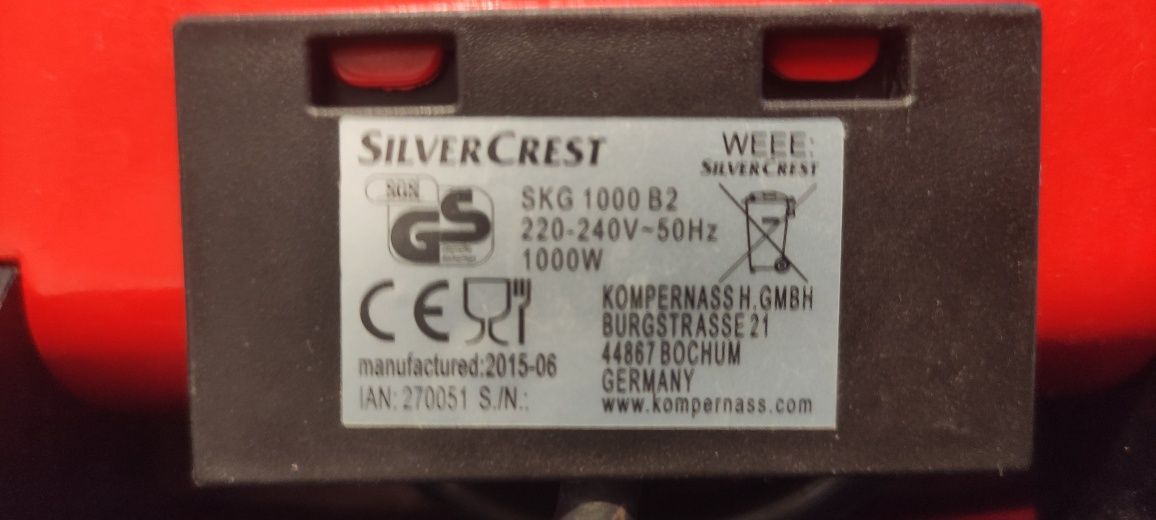 SILVERCREST
WEEE:
SILVERCREST
GS
SKG 1000 B2
220-240V~50Hz
1000W
CE
KOMPERNASS H. GMBH
BURGSTRASSE 21
44867 BOCHUM
GERMANY
www.kompernass.com
manufactured:2015-06
IAN: 270051 S./N.: